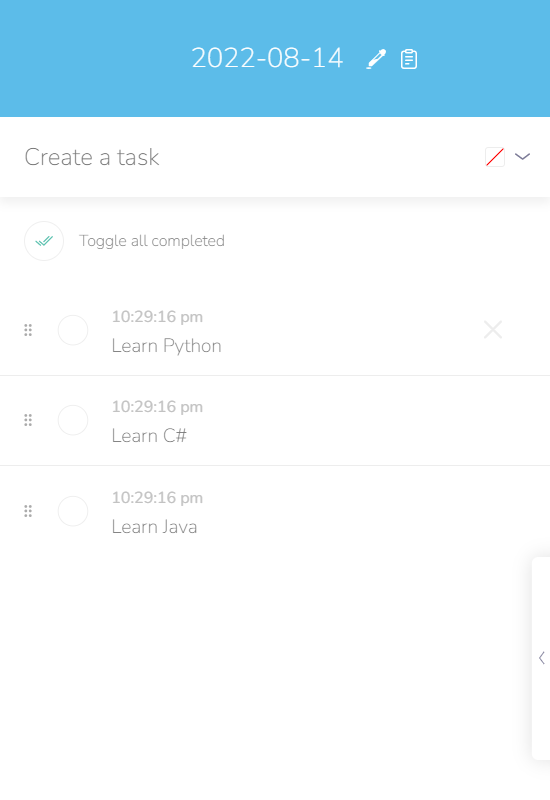 2022-08-14
Create a task
Toggle all completed
10:29:16 pm
Learn Python
10:29:16 pm
Learn C#
10:29:16 pm
Learn Java